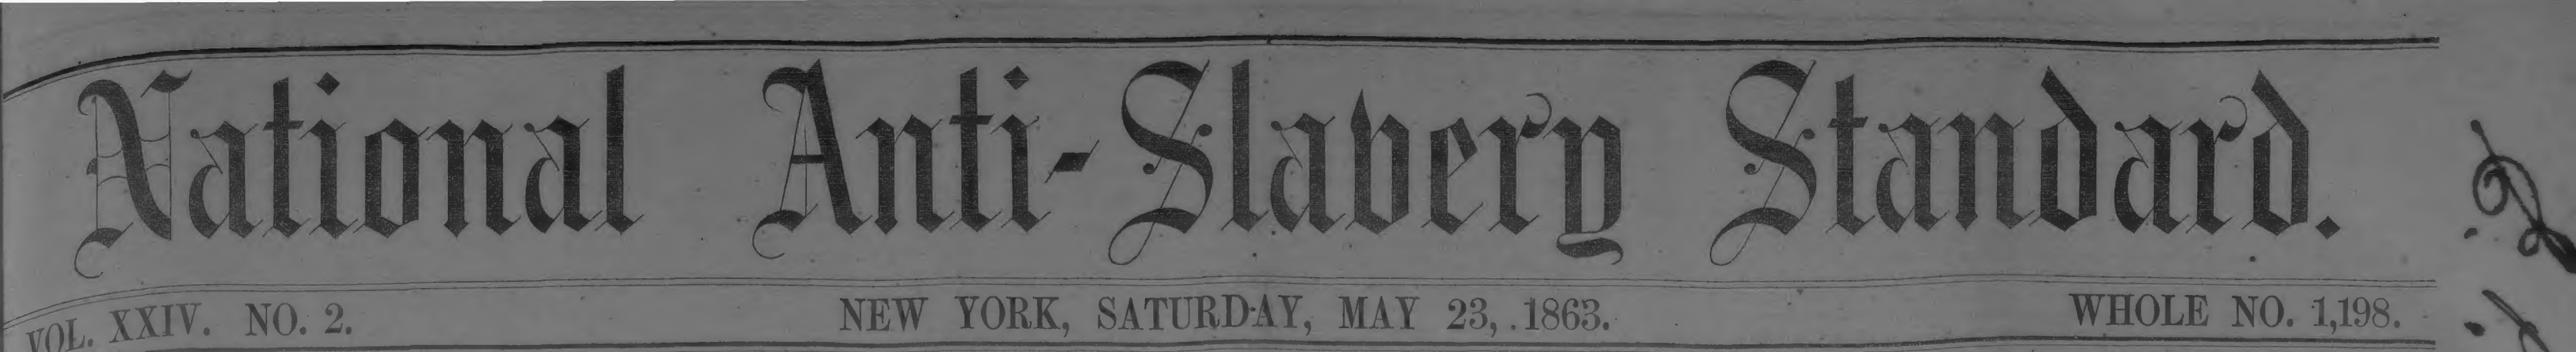 National Anti-Slavery Standard.
VOL. XXIV. NO. 2. NEW YORK, SATURDAY, MAY 23, 1863. WHOLE NO. 1,198.